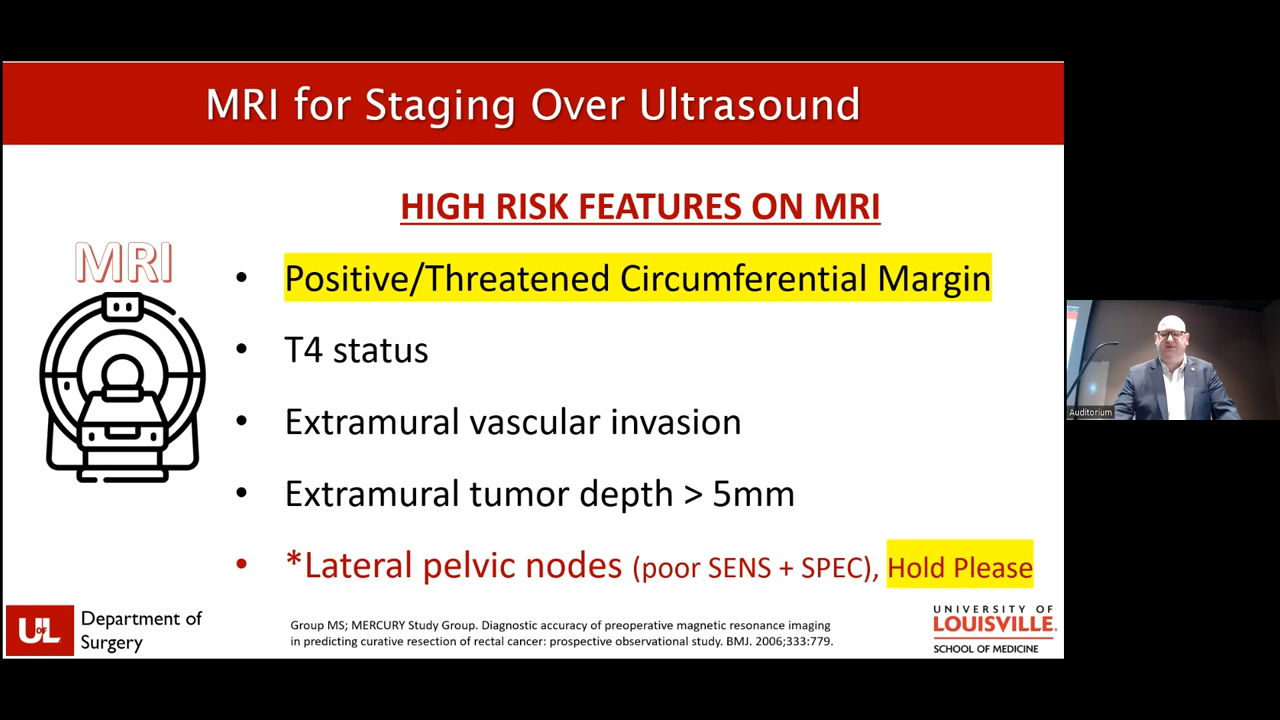 MRI for Staging Over Ultrasound
HIGH RISK FEATURES ON MRI
MRI
• Positive/Threatened Circumferential Margin
• T4 status
• Extramural vascular invasion
• Extramural tumor depth > 5mm
• *Lateral pelvic nodes (poor SENS + SPEC), Hold Please
UofL
Department of
Surgery
Group MS; MERCURY Study Group. Diagnostic accuracy of preoperative magnetic resonance imaging
in predicting curative resection of rectal cancer: prospective observational study. BMJ. 2006;333:779.
UNIVERSITY OF
LOUISVILLE.
SCHOOL OF MEDICINE
Auditorium